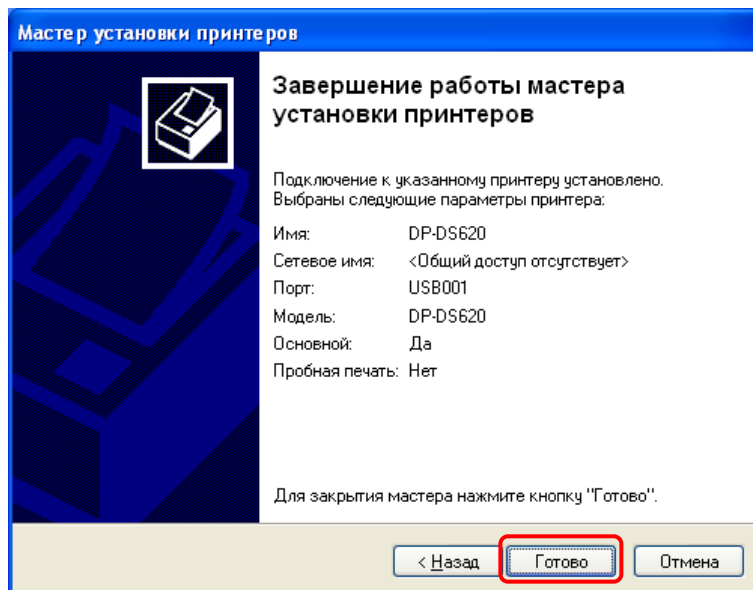 Мастер установки принтеров
Завершение работы мастера
установки принтеров
Подключение к указанному принтеру установлено.
Выбраны следующие параметры принтера:
Имя: DP-DS620
Сетевое имя: <Общий доступ отсутствует>
Порт: USB001
Модель: DP-DS620
Основной: Да
Пробная печать: Нет
Для закрытия мастера нажмите кнопку "Готово".
< Назад Готово Отмена